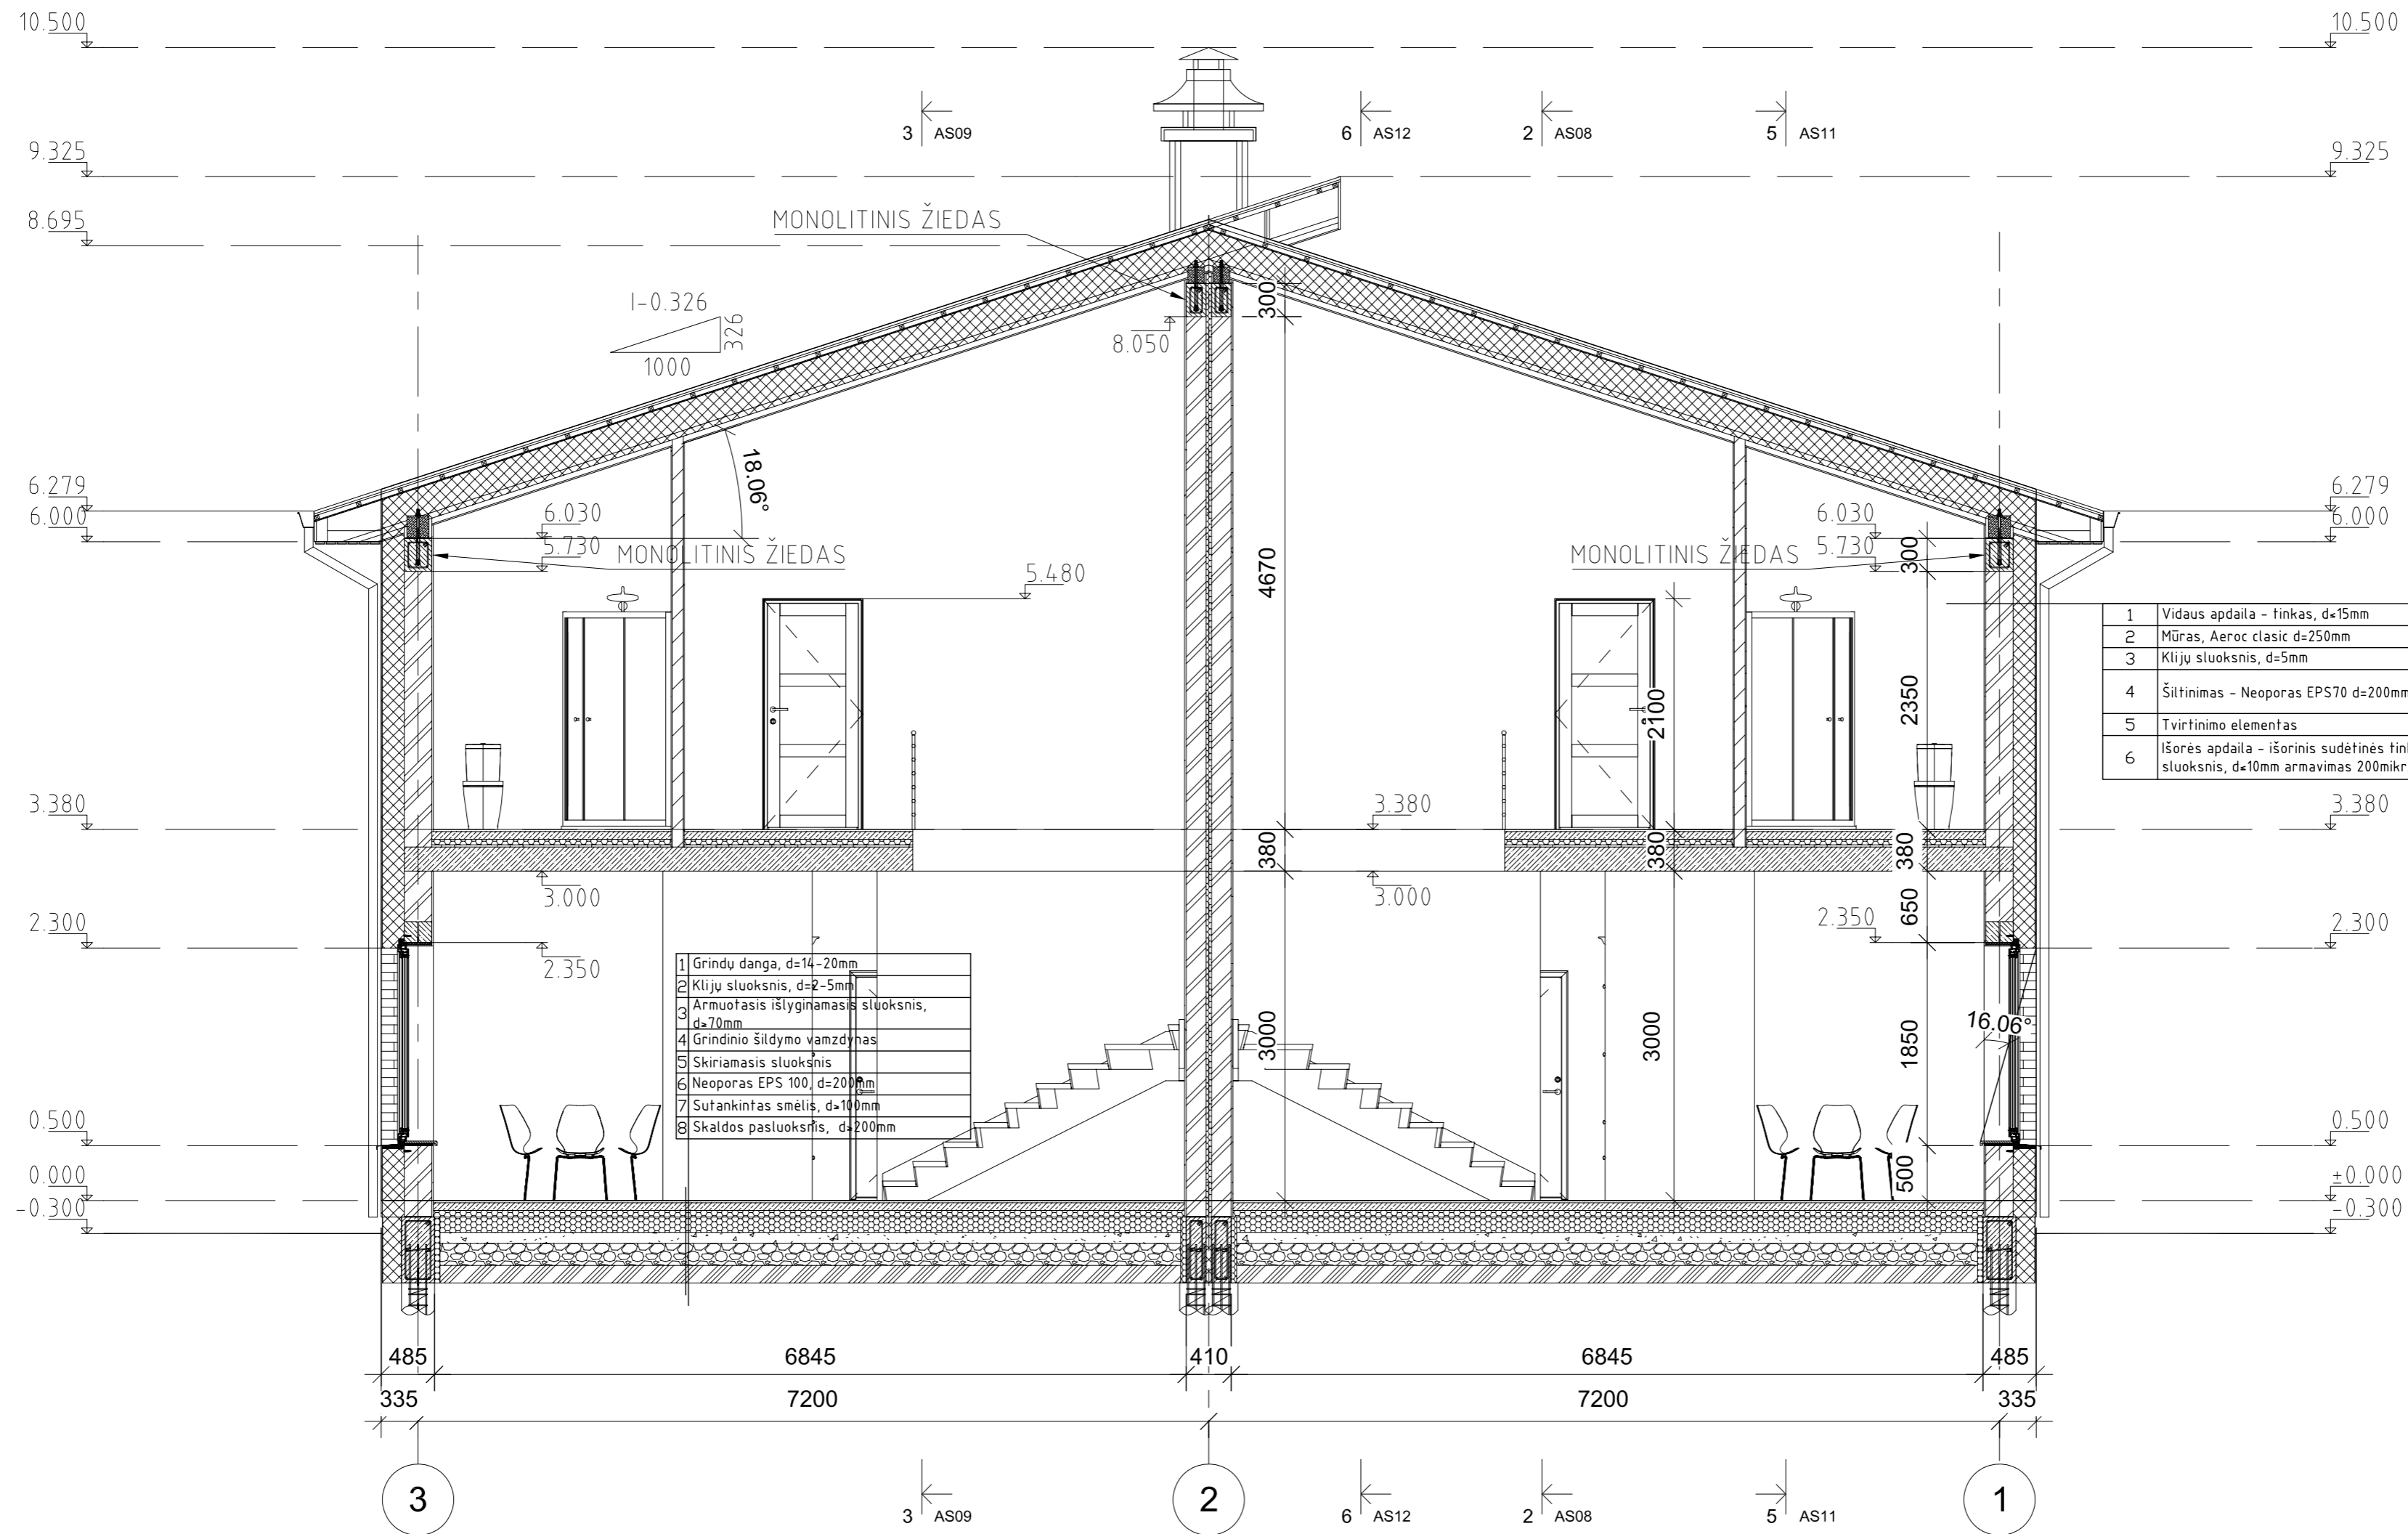 10.500
10.500
3 AS09
6 AS12
2 AS08
5 AS11
9.325
9.325
8.695
MONOLITINIS ŽIEDAS
I-0.326
326
1000
300
8.050
18.06°
6.279
6.000
6.030
5.730
MONOLITINIS ŽIEDAS
5.480
4670
6.030
MONOLITINIS ŽIEDAS
5.730
300
6.279
6.000
2100
2350
1 Vidaus apdaila - tinkas, d≤15mm
2 Mūras, Aeroc clasic d=250mm
3 Klijų sluoksnis, d=5mm
4 Šiltinimas - Neoporas EPS70 d=200mm
5 Tvirtinimo elementas
6 Išorės apdaila - išorinis sudėtinės
sluoksnis, d≤10mm armavimas
3.380
3.380
3.380
380
380
380
3.000
3.000
650
2.300
2.350
2.350
2.300
1 Grindų danga, d=14-20mm
2 Klijų sluoksnis, d=2-5mm
3 Armuotasis išlyginamasis sluoksnis,
d≥70mm
4 Grindinio šildymo vamzdynas
5 Skiriamasis sluoksnis
6 Neoporas EPS 100, d=200mm
7 Sutankintas smėlis, d≥100mm
8 Skaldos pasluoksnis, d≥200mm
3000
3000
1850
16.06°
0.500
0.500
500
0.000
±0.000
-0.300
-0.300
485
6845
410
6845
485
335
7200
7200
335
3
2
1
3 AS09
6 AS12
2 AS08
5 AS11